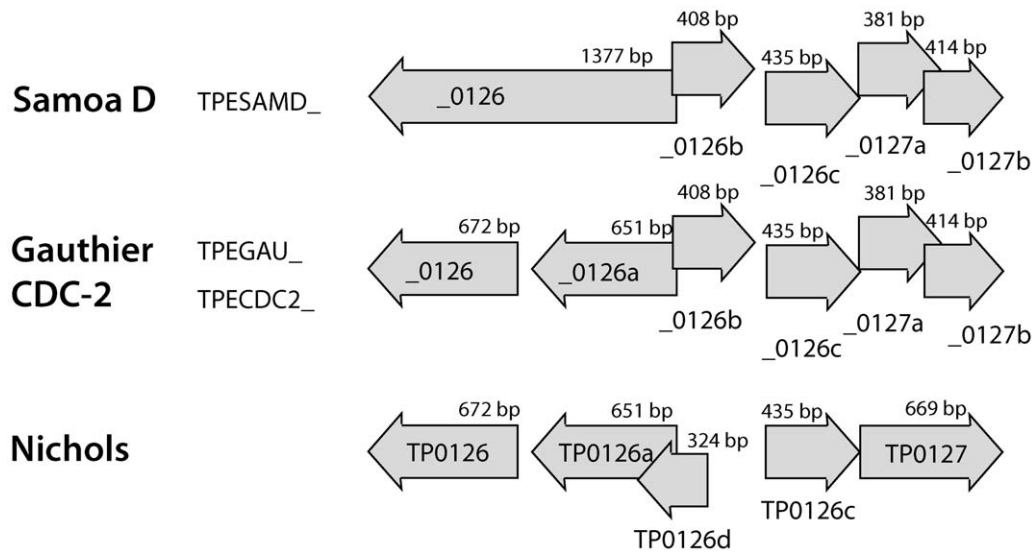 408 bp
381 bp
1377 bp
435 bp
414 bp
Samoa D
TPESAMD_
_0126
_0126b
_0127a
_0126c
_0127b
408 bp
381 bp
672 bp
651 bp
435 bp
414 bp
Gauthier
CDC-2
TPEGAU_
TPECDC2_
_0126
_0126a
_0126b
_0127a
_0126c
_0127b
672 bp
651 bp
435 bp
669 bp
324 bp
Nichols
TP0126
TP0126a
TP0127
TP0126c
TP0126d